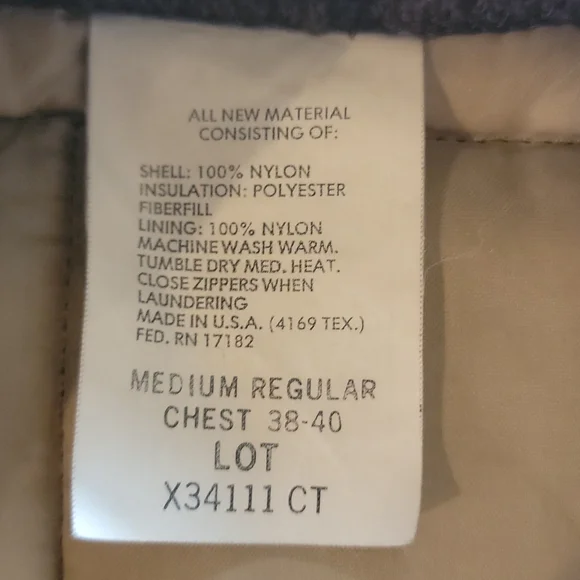 ALL NEW MATERIAL
CONSISTING OF:
SHELL: 100% NYLON
INSULATION: POLYESTER
FIBERFILL
LINING: 100% NYLON
MACHINE WASH WARM.
TUMBLE DRY MED. HEAT.
CLOSE ZIPPERS WHEN
LAUNDERING
MADE IN U.S.A. (4169 TEX.)
FED. RN 17182
MEDIUM REGULAR
CHEST 38-40
LOT
X34111 CT